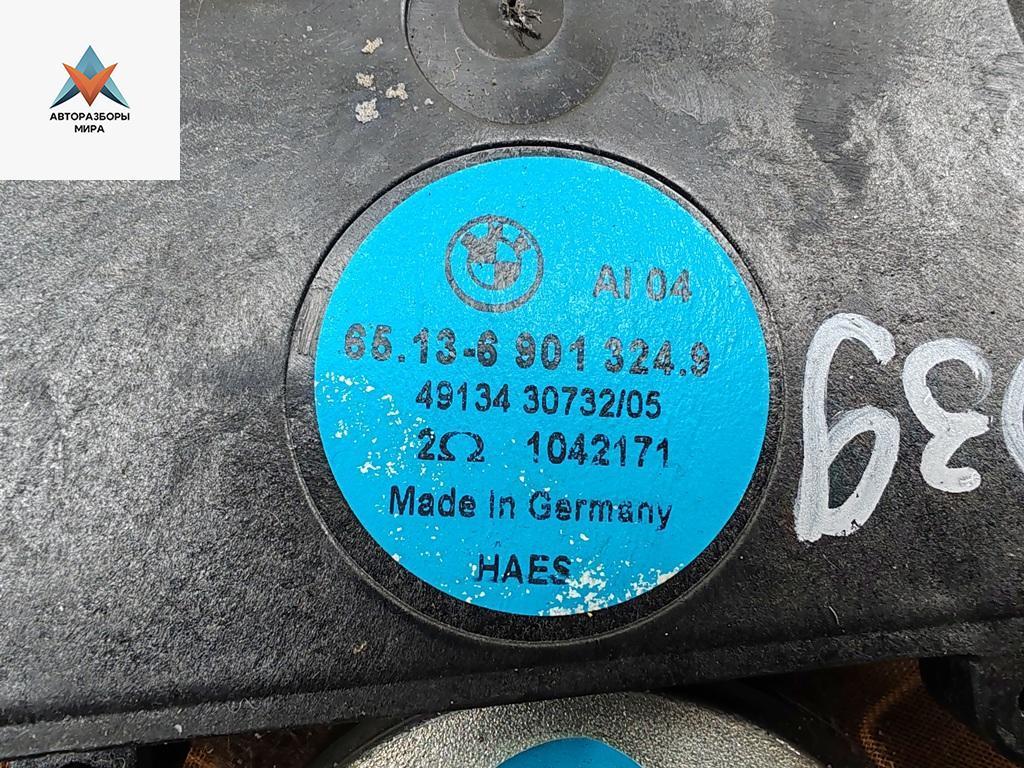 АВТОРАЗБОРЫ
МИРА
AI 04
65.13-6 901 324.9
49134 30732/05
2Ω 1042171
Made In Germany
HAES